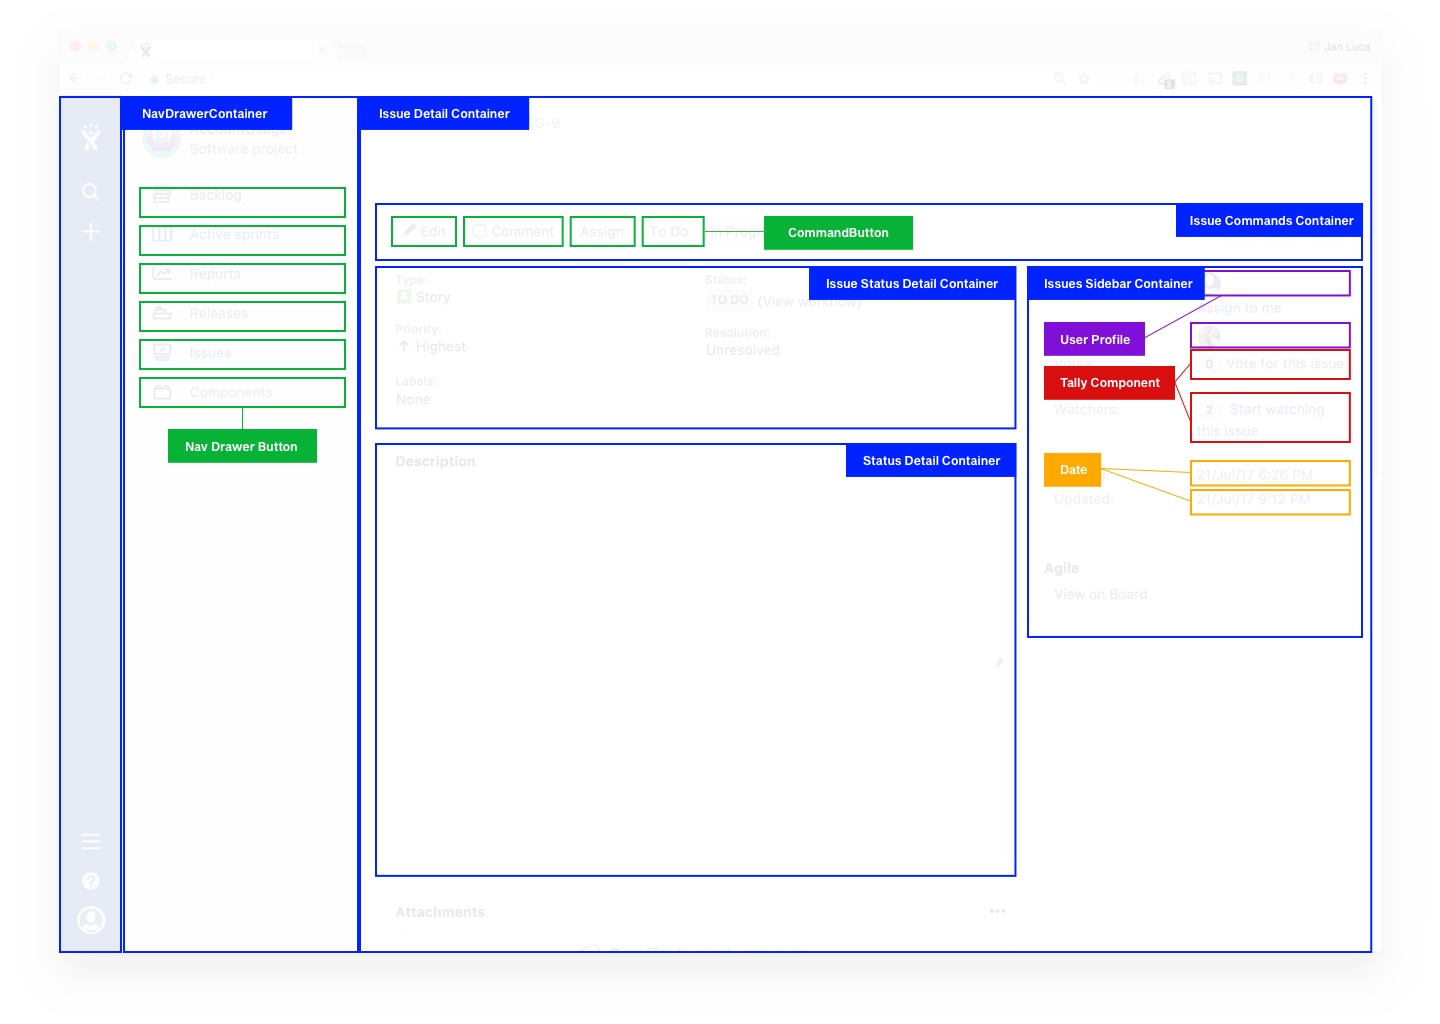 Jan Luca
Secure
NavDrawerContainer
Issue Detail Container
SG-9
Software project
Backlog
Active sprints
Reports
Releases
Issues
Components
Nav Drawer Button
Edit
Comment
Assign
To Do
CommandButton
Issue Commands Container
Type:
Story
Status:
TO DO
(View workflow)
Issue Status Detail Container
Priority:
Highest
Resolution:
Unresolved
Labels:
None
Description
Status Detail Container
Attachments
Issues Sidebar Container
Assign to me
User Profile
0 Vote for this issue
Tally Component
Watchers:
2 Start watching
this issue
Date
21/Jul/17 6:26 PM
Updated:
21/Jul/17 9:12 PM
Agile
View on Board